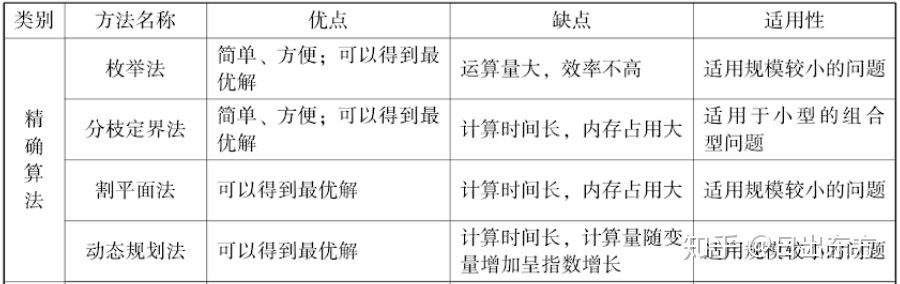 类别 方法名称 优点 缺点 适用性
精确算法
枚举法
简单、方便；可以得到最
优解
运算量大，效率不高
适用规模较小的问题
分枝定界法
简单、方便；可以得到最
优解
计算时间长，内存占用大
适用于小型的组合
型问题
割平面法
可以得到最优解
计算时间长，内存占用大
适用规模较小的问题
动态规划法
可以得到最优解
计算时间长，计算量随变
量增加呈指数增长
适用规模较小的问题
知乎 @日出东方